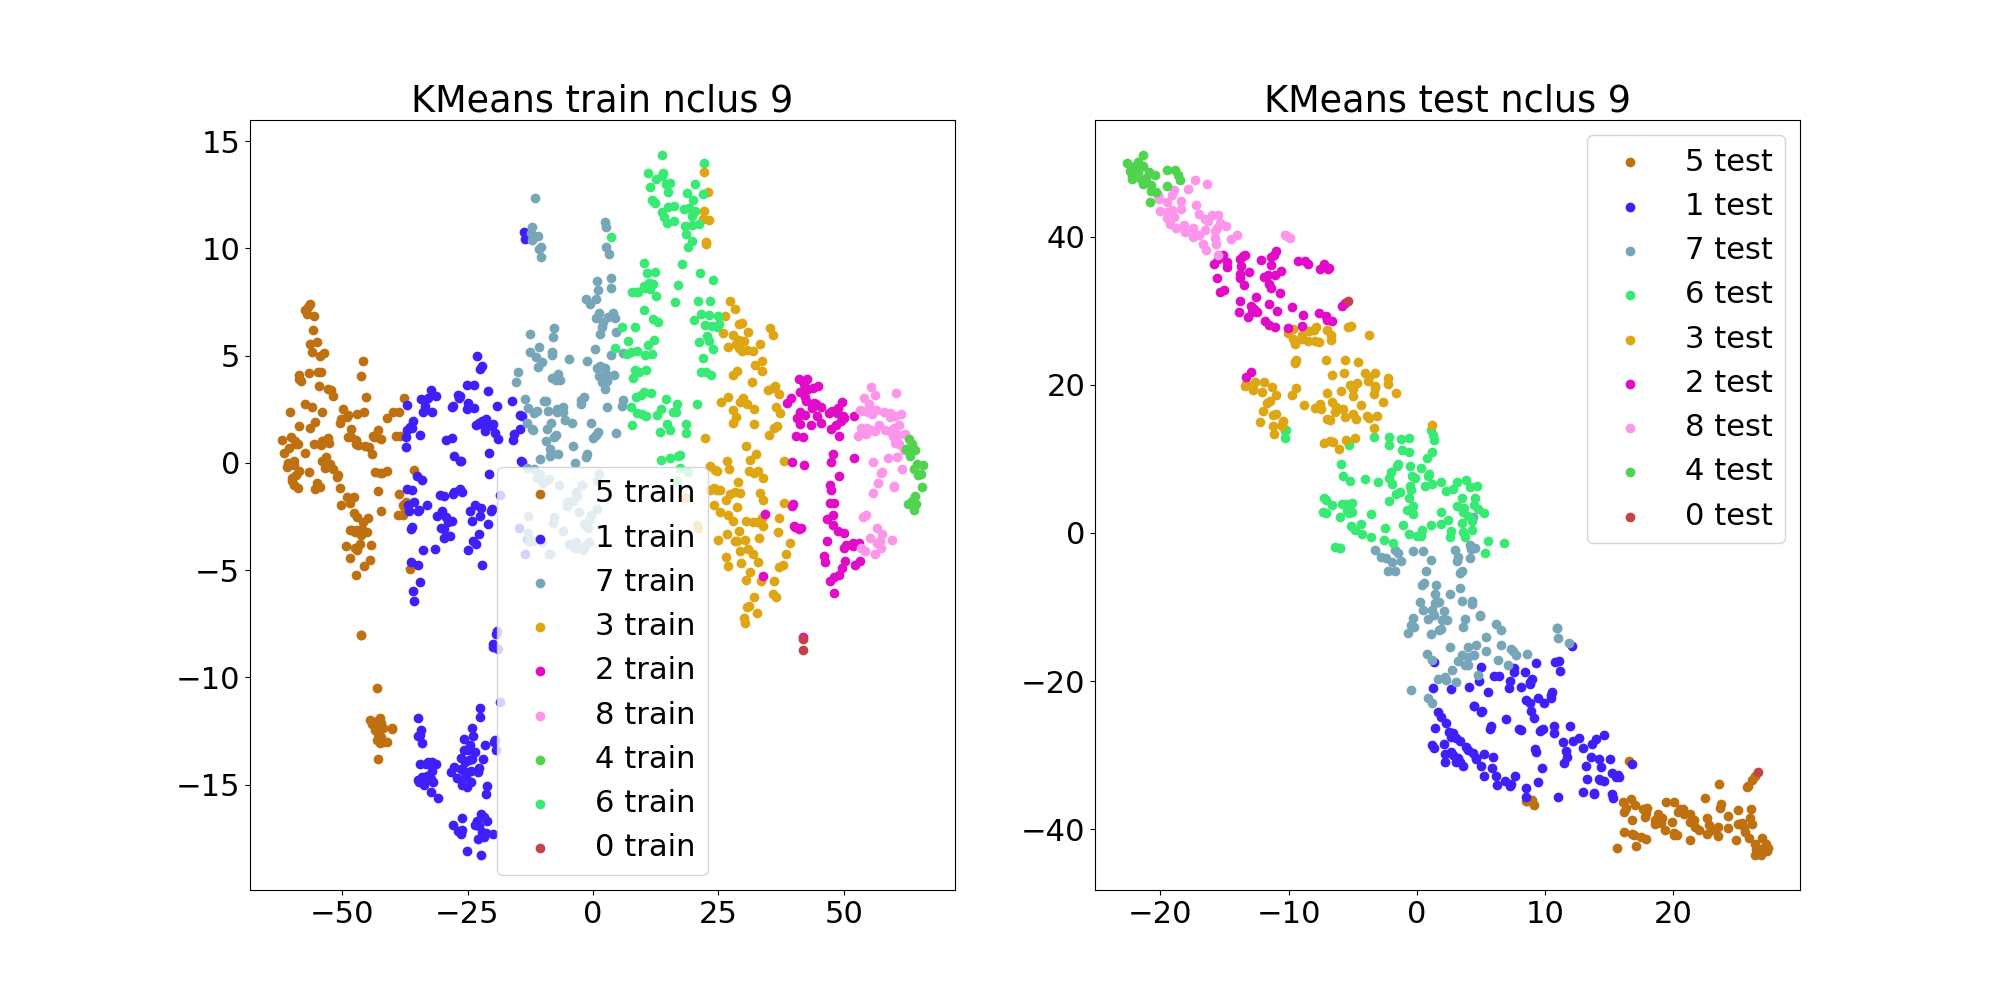 KMeans train nclus 9
15
10
5
0
−5
−10
−15
−50
−25
0
25
50
5 train
1 train
7 train
3 train
2 train
8 train
4 train
6 train
0 train
KMeans test nclus 9
40
20
0
−20
−40
−20
−10
0
10
20
5 test
1 test
7 test
6 test
3 test
2 test
8 test
4 test
0 test